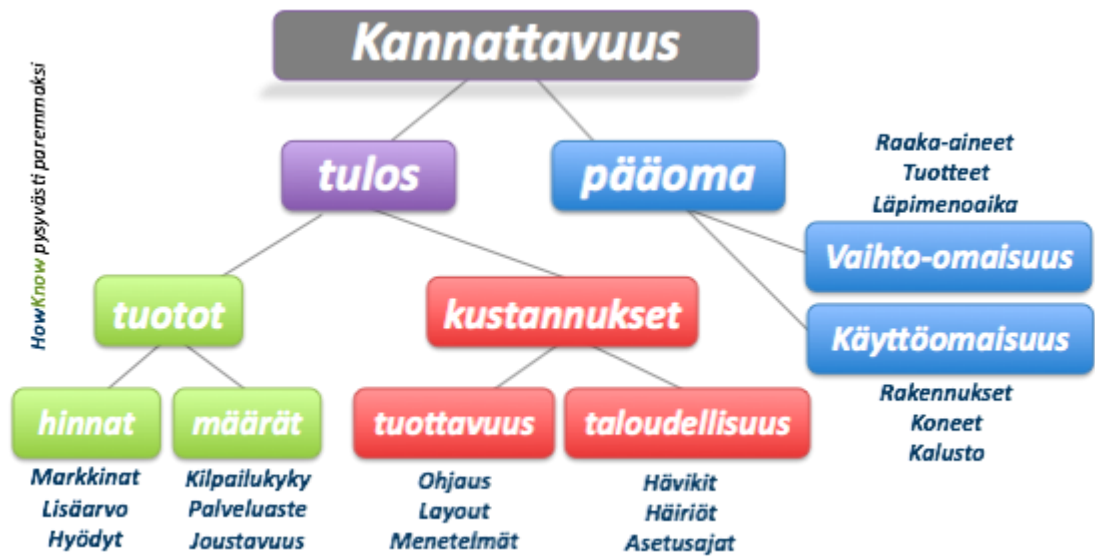 Kannattavuus
HowKnow pysyvästi paremmaksi
tulos
pääoma
Raaka-aineet
Tuotteet
Läpimenoaika
Vaihto-omaisuus
Käyttöomaisuus
Rakennukset
Koneet
Kalusto
tuotot
kustannukset
hinnat
määrät
tuottavuus
taloudellisuus
Markkinat
Lisäarvo
Hyödyt
Kilpailukyky
Palveluaste
Joustavuus
Ohjaus
Layout
Menetelmät
Hävikit
Häiriöt
Asetusajat